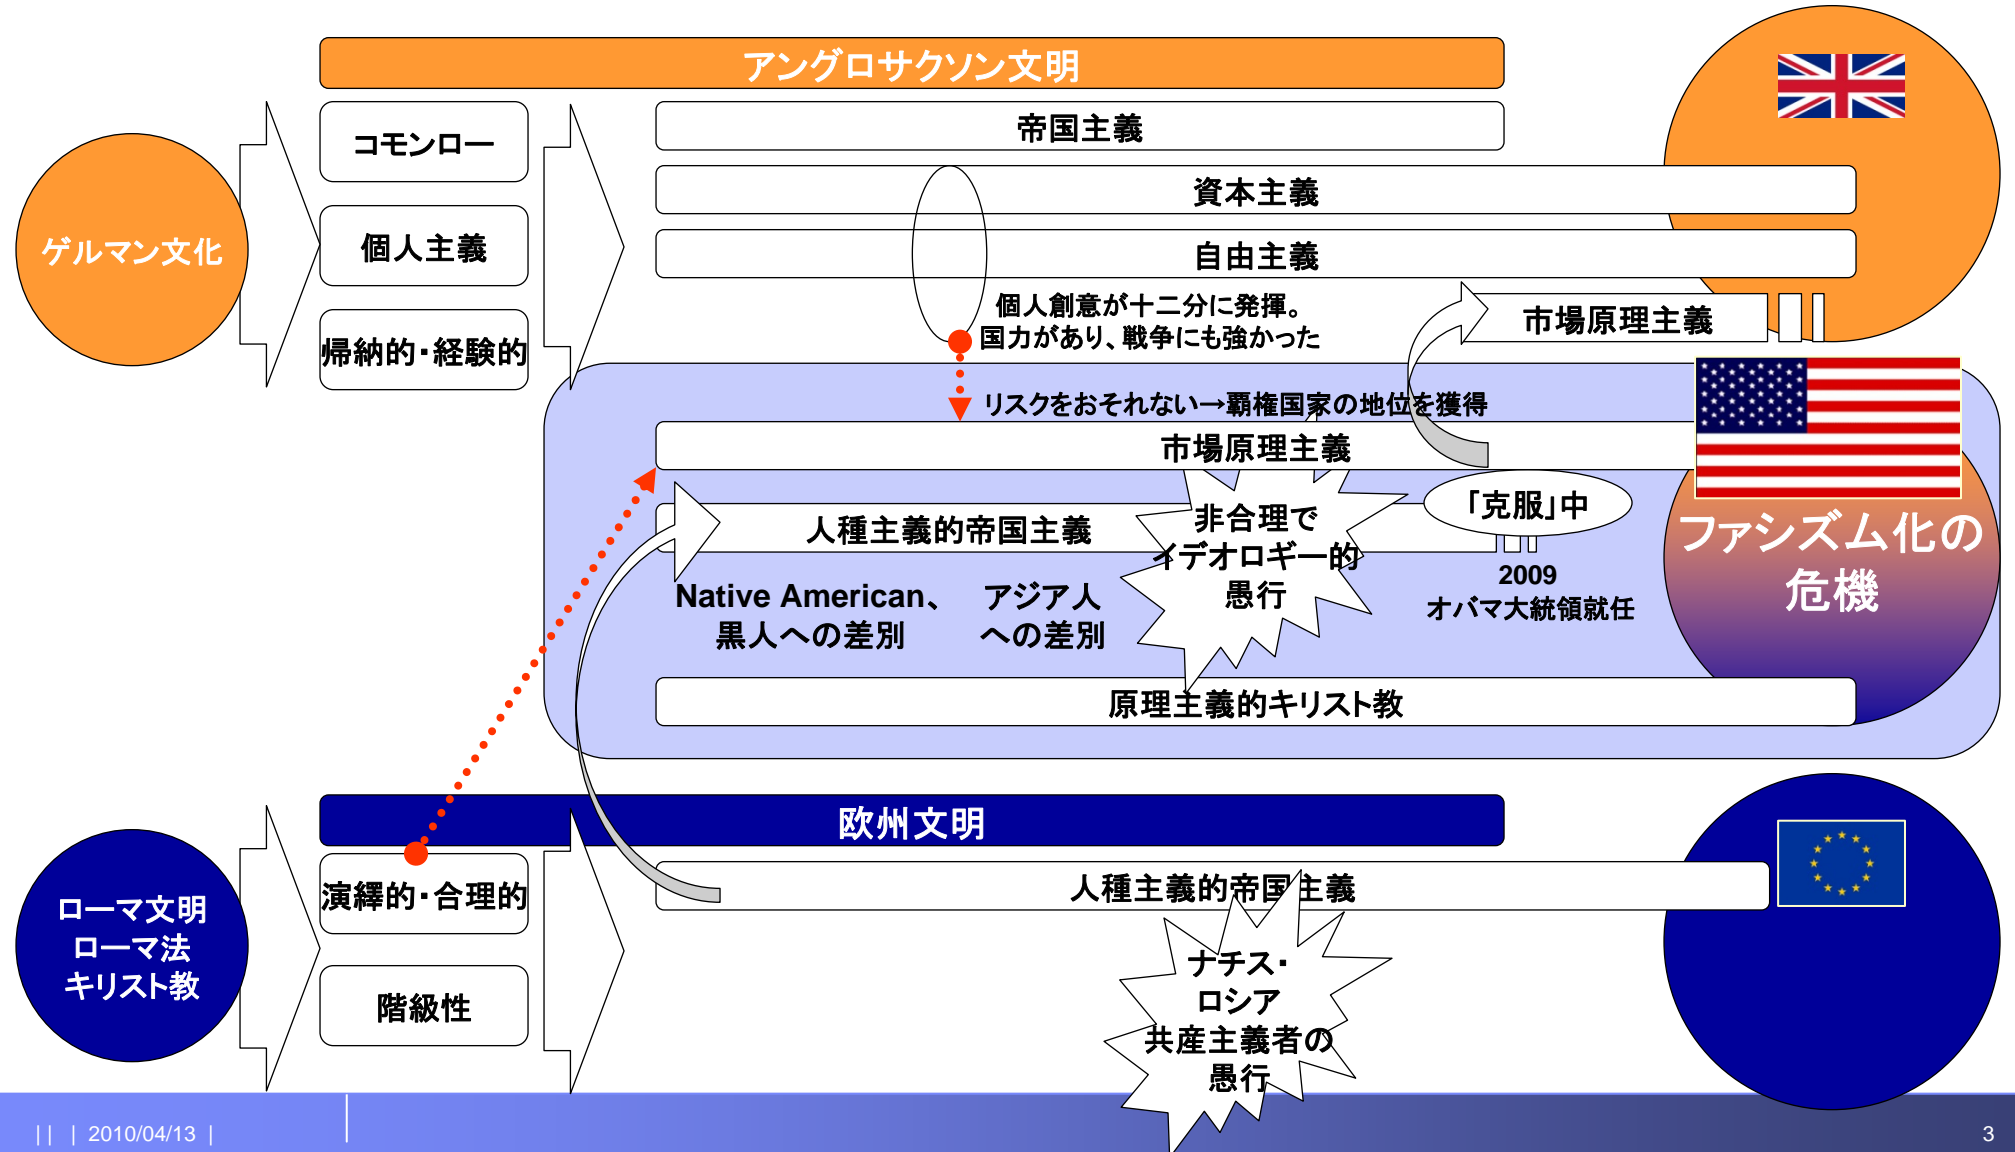 アングロサクソン文明
ゲルマン文化
コモンロー
個人主義
帰納的・経験的
帝国主義
資本主義
自由主義
個人創意が十二分に発揮。
国力があり、戦争にも強かった
市場原理主義
リスクをおそれない→覇権国家の地位を獲得
市場原理主義
人種主義的帝国主義
非合理で
イデオロギー的
愚行
「克服」中
2009
オバマ大統領就任
Native American、
黒人への差別
アジア人
への差別
ファシズム化の
危機
原理主義的キリスト教
欧州文明
ローマ文明
ローマ法
キリスト教
演繹的・合理的
階級性
人種主義的帝国主義
ナチス・
ロシア
共産主義者の
愚行
|| | 2010/04/13 |
3